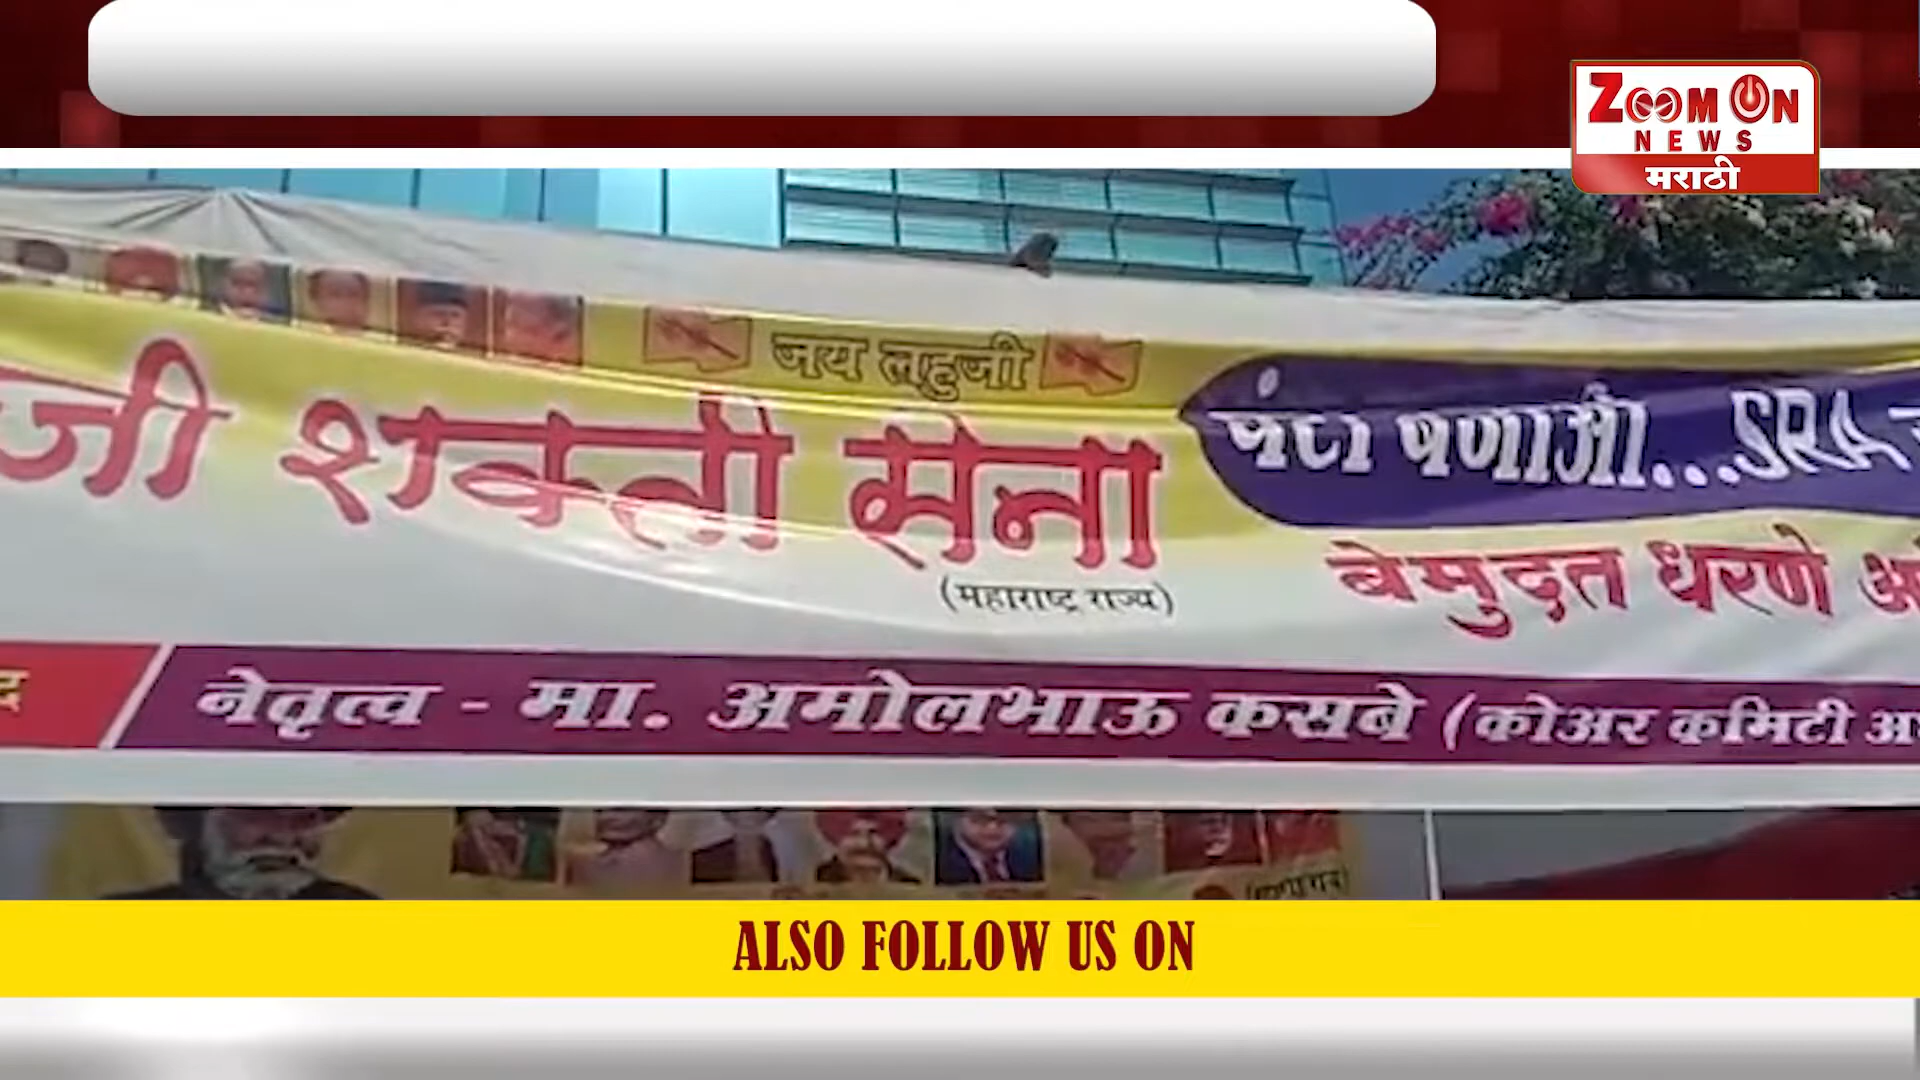 ZOOM ON
NEWS
मराठी
जय लहुजी
जी शक्ती सेना
(महाराष्ट्र राज्य)
...SRA
बेमुदत धरणे
नेतृत्व - मा. अमोलभाऊ कसबे (कोअर कमिटी
ALSO FOLLOW US ON